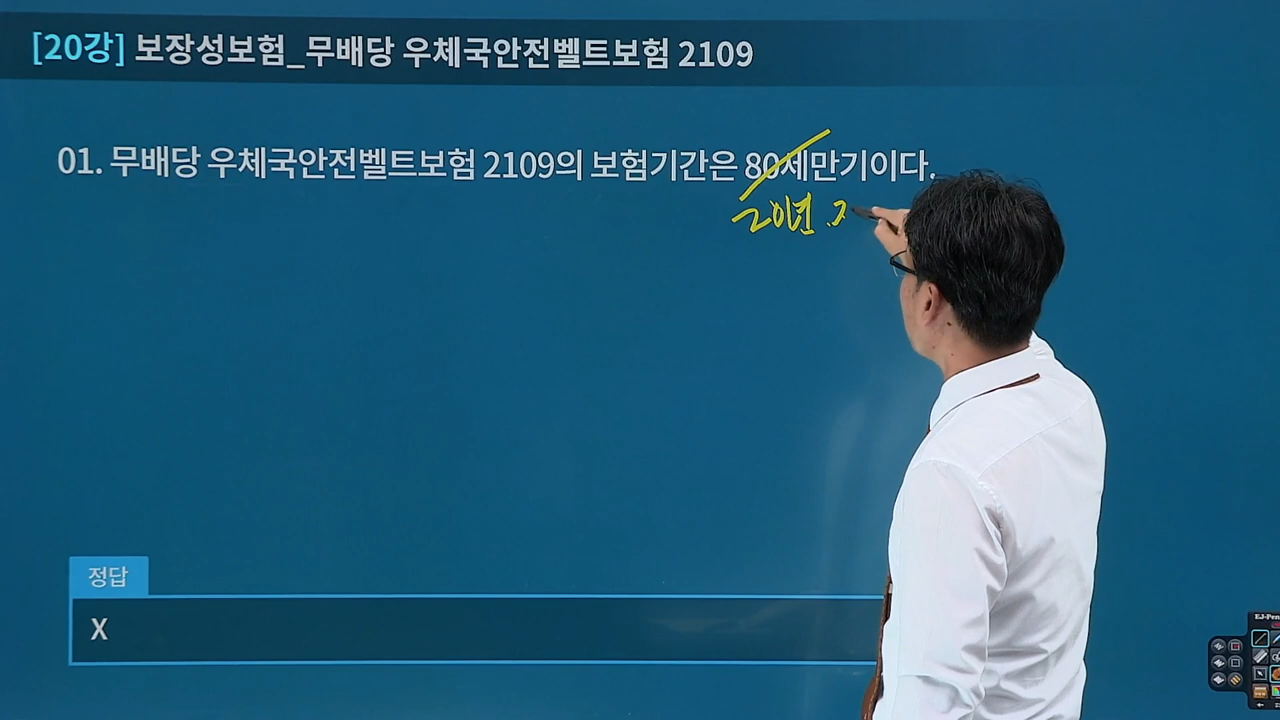 [20강] 보장성보험_무배당 우체국안전벨트보험 2109
01. 무배당 우체국안전벨트보험 2109의 보험기간은 80세만기이다.
20년
정답
X
EJ-Pen